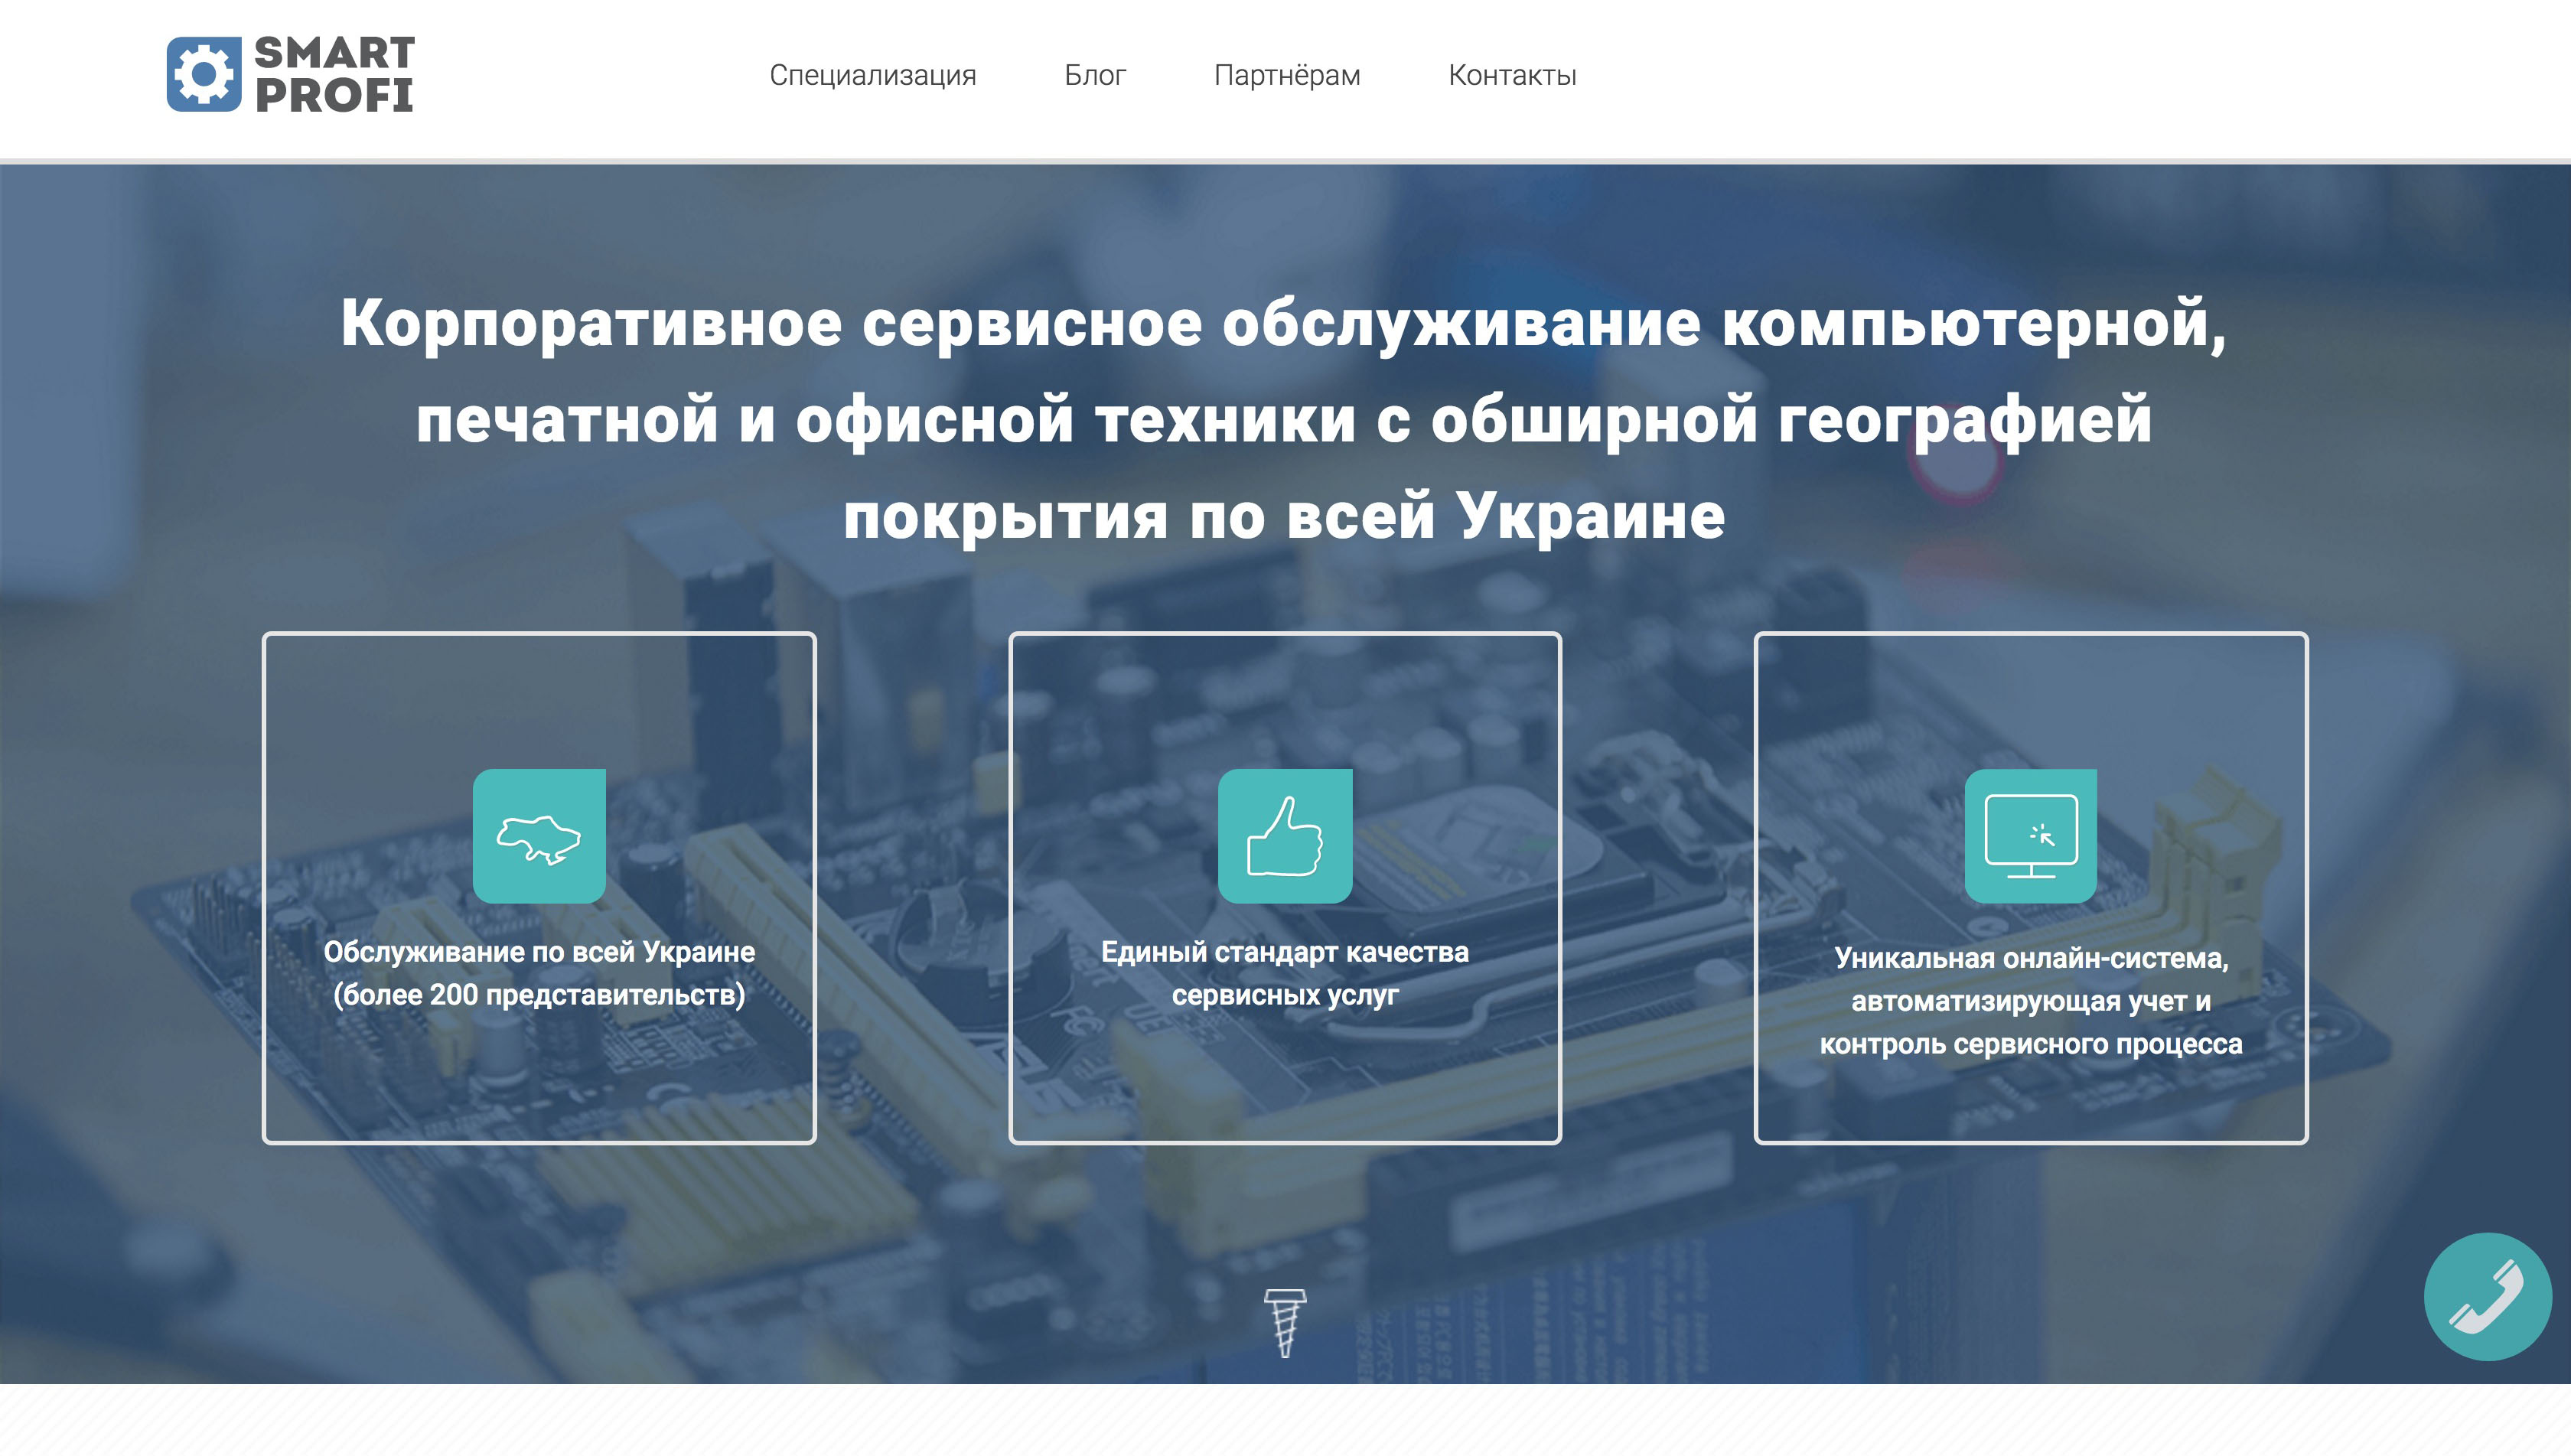 SMART
PROFI
Специализация Блог Партнёрам Контакты
Корпоративное сервисное обслуживание компьютерной,
печатной и офисной техники с обширной географией
покрытия по всей Украине
Обслуживание по всей Украине
(более 200 представительств)
Единый стандарт качества
сервисных услуг
Уникальная онлайн-система,
автоматизирующая учет и
контроль сервисного процесса